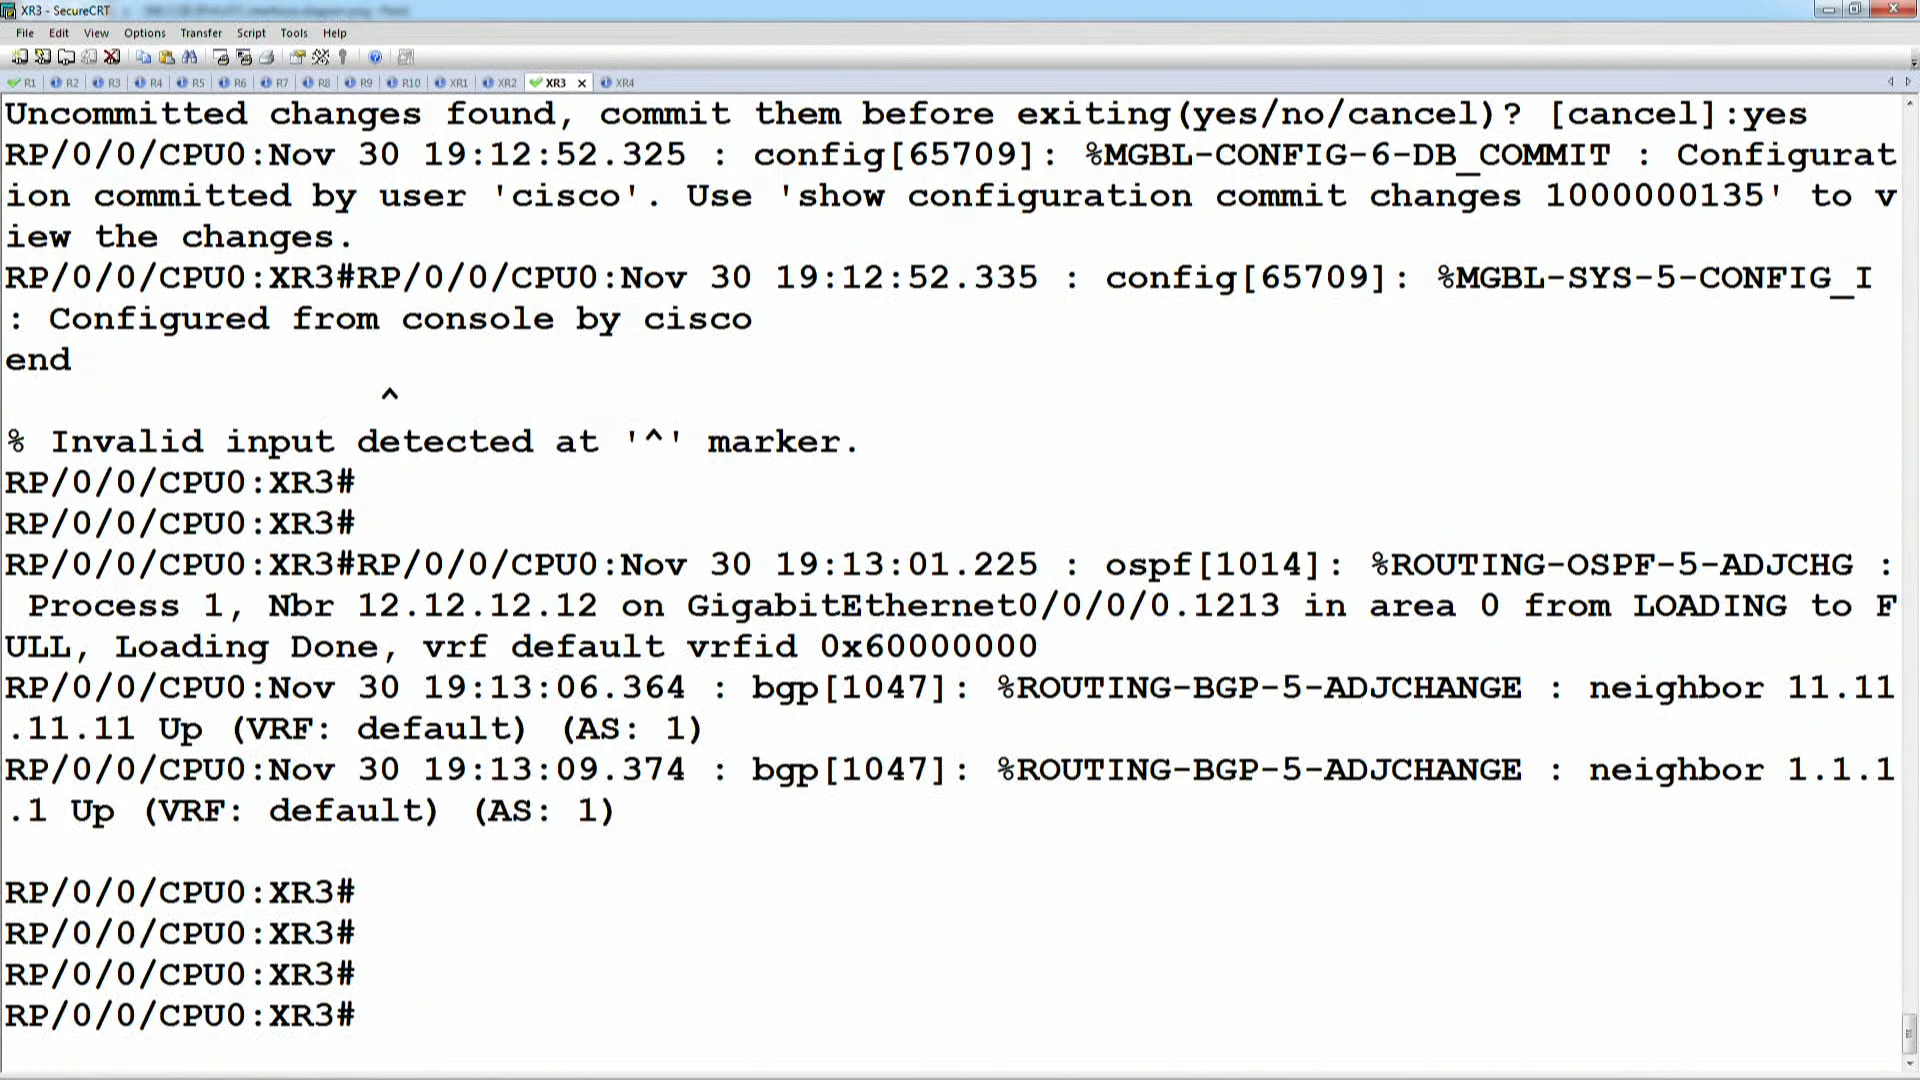 XR3 - SecureCRT
File Edit View Options Transfer Script Tools Help
R1 R2 R3 R4 R5 R6 R7 R8 R9 R10 XR1 XR2 XR3 XR4
Uncommitted changes found, commit them before exiting(yes/no/cancel)? [cancel]:yes
RP/0/0/CPU0:Nov 30 19:12:52.325 : config[65709]: %MGBL-CONFIG-6-DB_COMMIT : Configurat
ion committed by user 'cisco'. Use 'show configuration commit changes 1000000135' to v
iew the changes.
RP/0/0/CPU0:XR3#RP/0/0/CPU0:Nov 30 19:12:52.335 : config[65709]: %MGBL-SYS-5-CONFIG_I
: Configured from console by cisco
end
^
% Invalid input detected at '^' marker.
RP/0/0/CPU0:XR3#
RP/0/0/CPU0:XR3#
RP/0/0/CPU0:XR3#RP/0/0/CPU0:Nov 30 19:13:01.225 : ospf[1014]: %ROUTING-OSPF-5-ADJCHG :
Process 1, Nbr 12.12.12.12 on GigabitEthernet0/0/0/0.1213 in area 0 from LOADING to F
ULL, Loading Done, vrf default vrfid 0x60000000
RP/0/0/CPU0:Nov 30 19:13:06.364 : bgp[1047]: %ROUTING-BGP-5-ADJCHANGE : neighbor 11.11
.11.11 Up (VRF: default) (AS: 1)
RP/0/0/CPU0:Nov 30 19:13:09.374 : bgp[1047]: %ROUTING-BGP-5-ADJCHANGE : neighbor 1.1.1
.1 Up (VRF: default) (AS: 1)
RP/0/0/CPU0:XR3#
RP/0/0/CPU0:XR3#
RP/0/0/CPU0:XR3#
RP/0/0/CPU0:XR3#